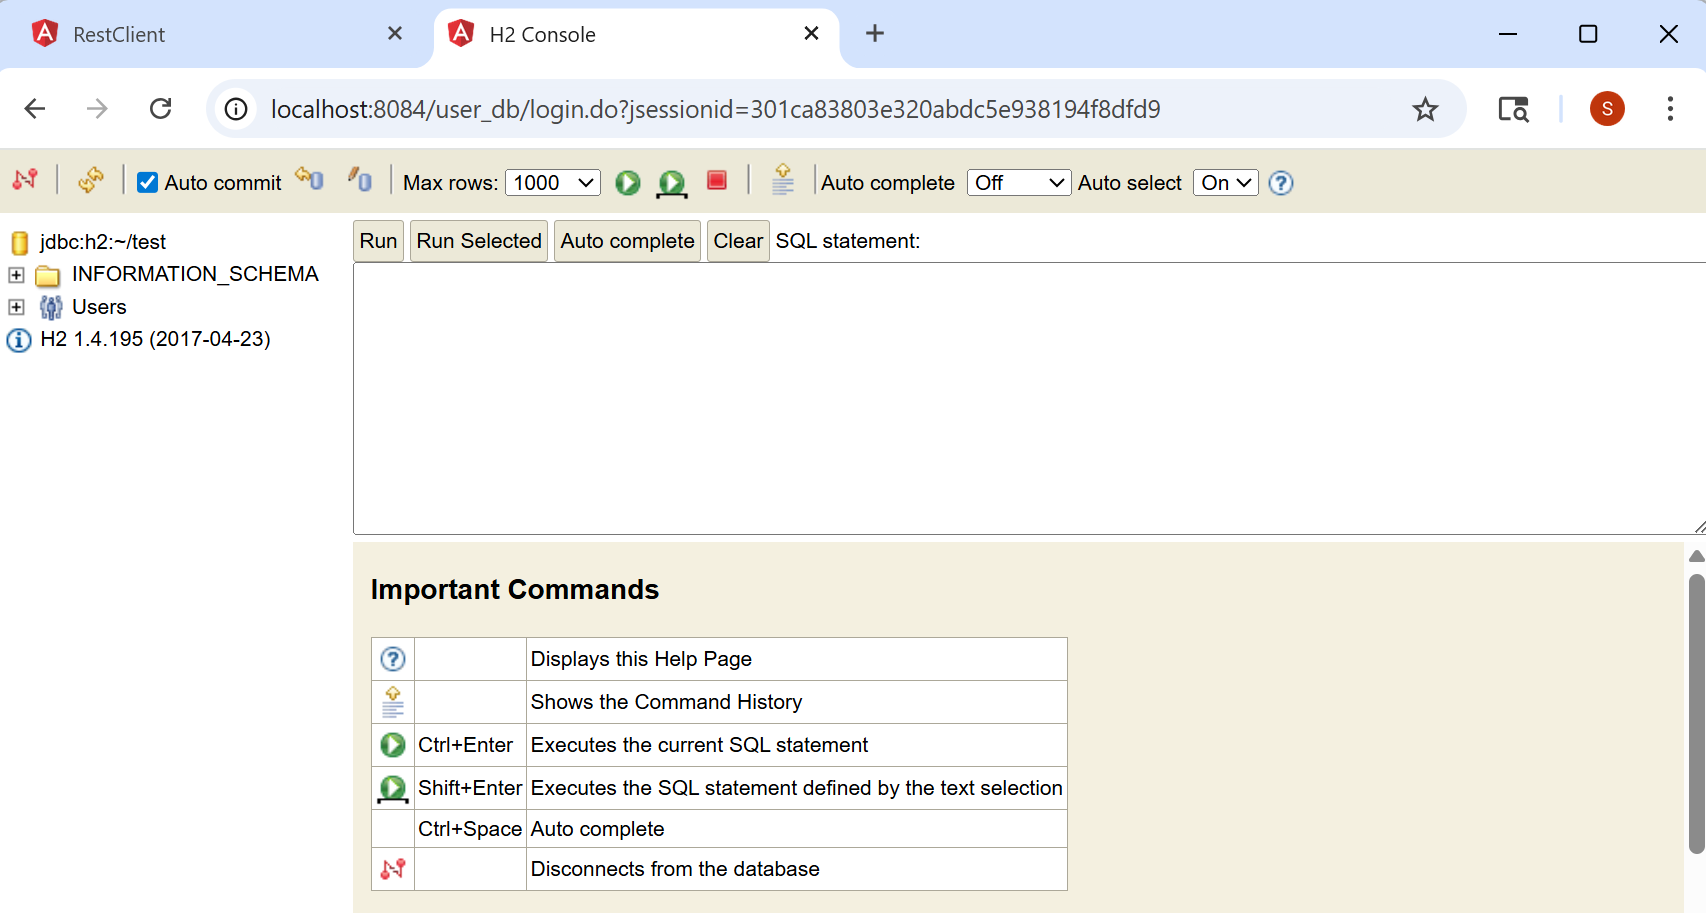 RestClient
H2 Console
localhost:8084/user_db/login.do?jsessionid=301ca83803e320abdc5e938194f8dfd9
S
Auto commit
Max rows: 1000
Auto complete Off
Auto select On
jdbc:h2:~/test
INFORMATION_SCHEMA
Users
H2 1.4.195 (2017-04-23)
Run Run Selected Auto complete Clear SQL statement:
Important Commands
Displays this Help Page
Shows the Command History
Ctrl+Enter Executes the current SQL statement
Shift+Enter Executes the SQL statement defined by the text selection
Ctrl+Space Auto complete
Disconnects from the database